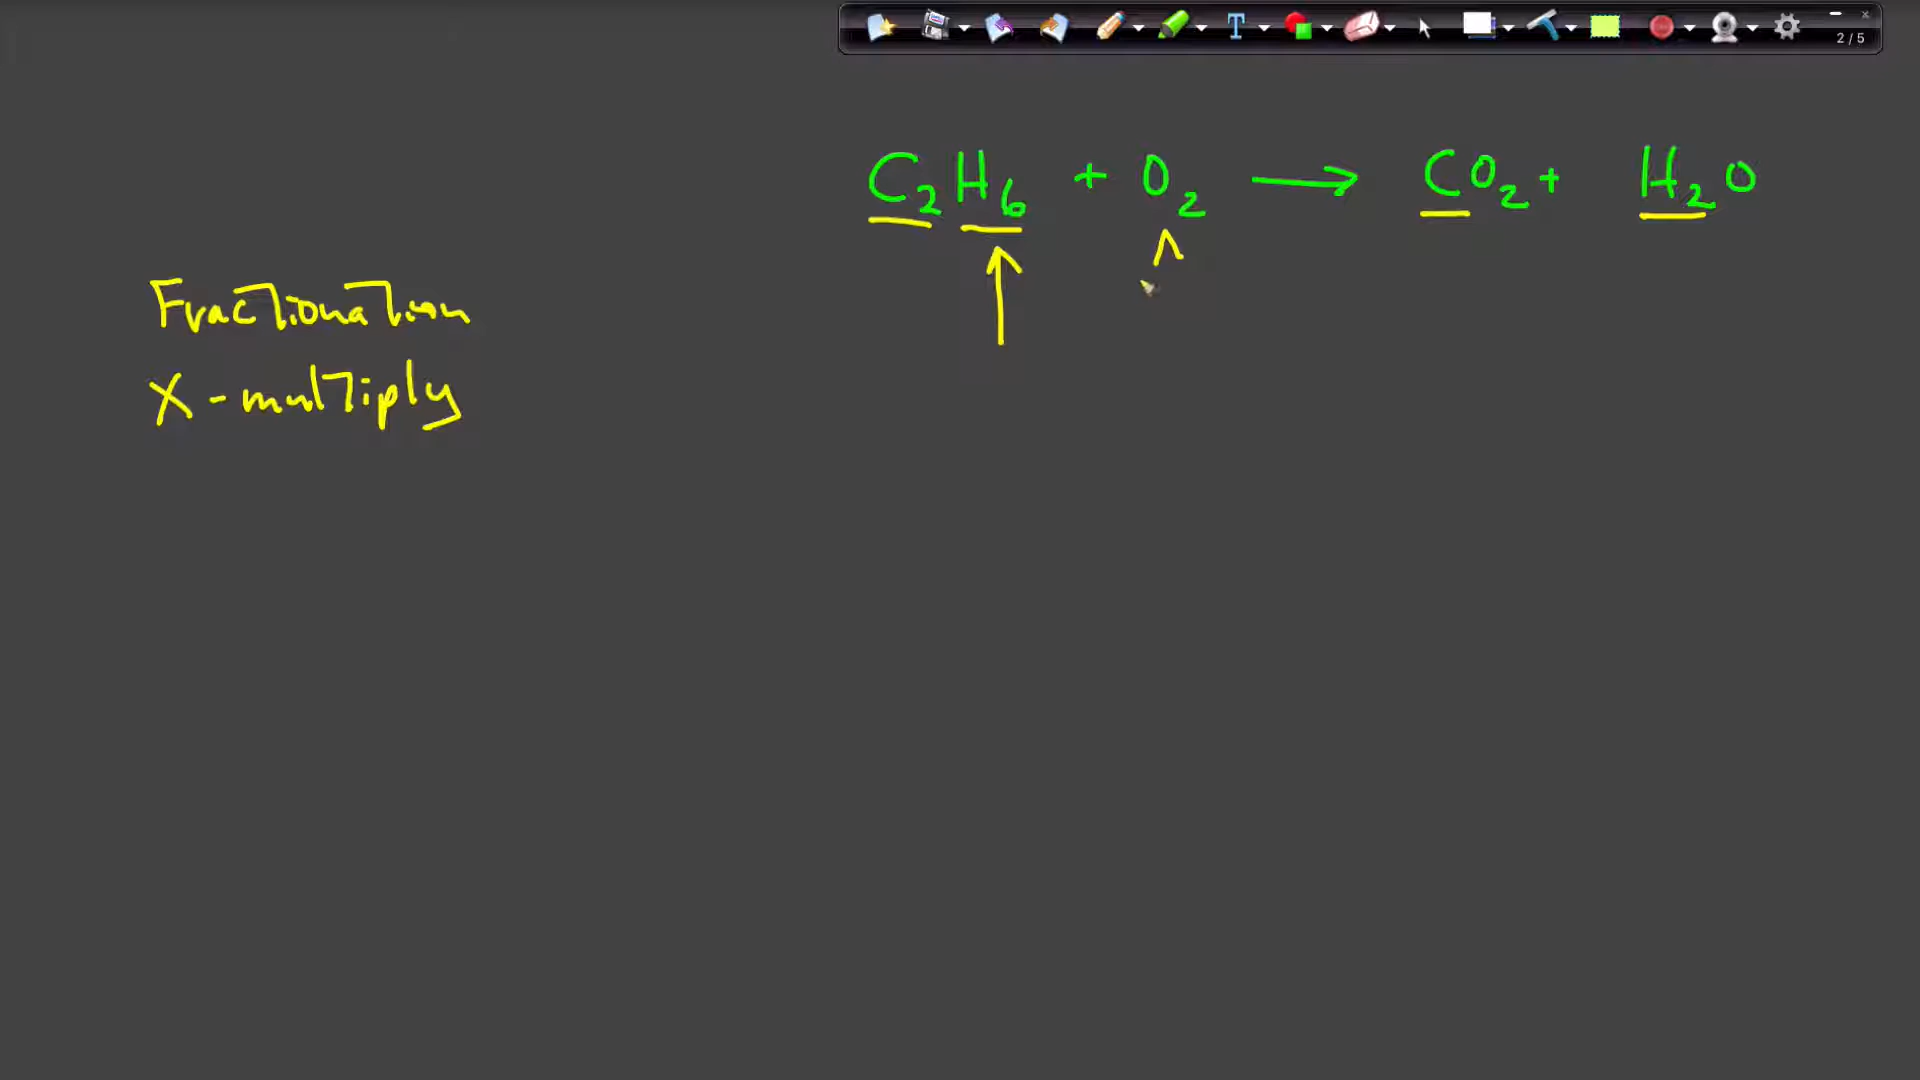 2 / 5
C₂H₆ + O₂ → CO₂ + H₂O
Fractionation
X-multiply